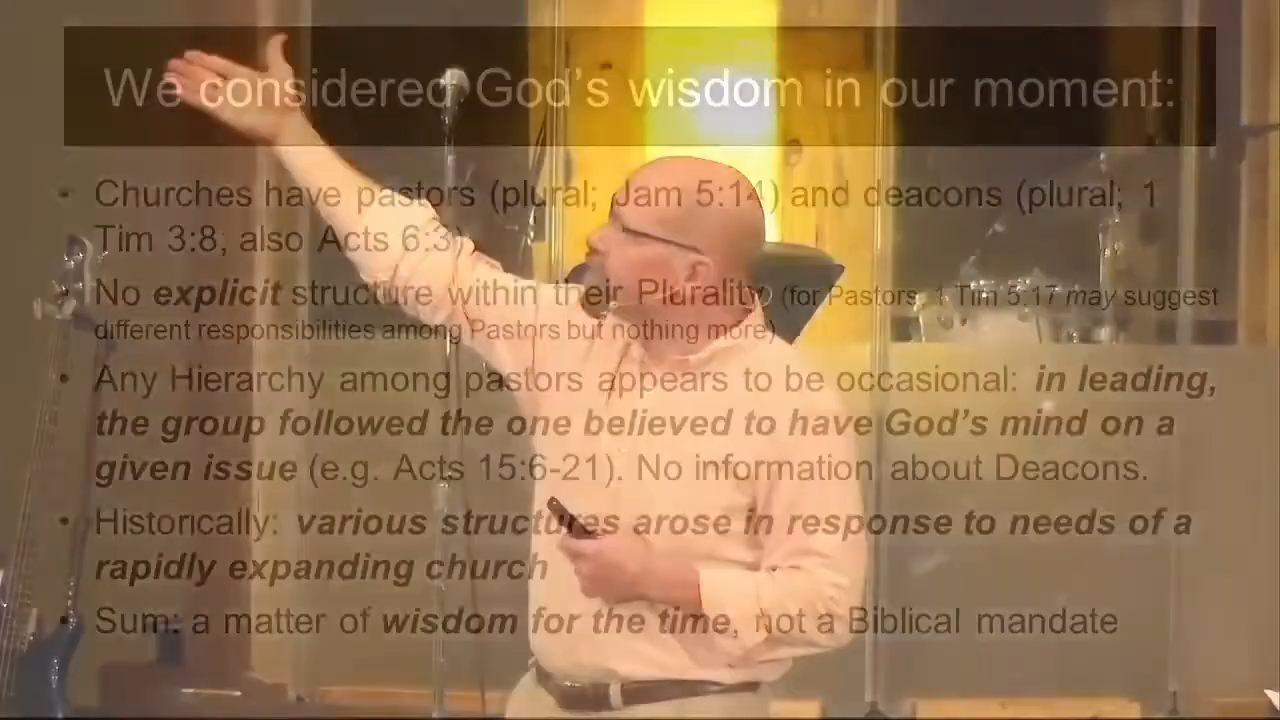 We considered God's wisdom in our moment:
• Churches have pastors (plural; Jam 5:14) and deacons (plural; 1
Tim 3:8; also Acts 6:3)
• No explicit structure within their Plurality (for Pastors, 1 Tim 5:17 may suggest
different responsibilities among Pastors but nothing more)
• Any Hierarchy among pastors appears to be occasional: in leading,
the group followed the one believed to have God's mind on a
given issue (e.g. Acts 15:6-21). No information about Deacons.
• Historically: various structures arose in response to needs of a
rapidly expanding church
• Sum: a matter of wisdom for the time, not a Biblical mandate